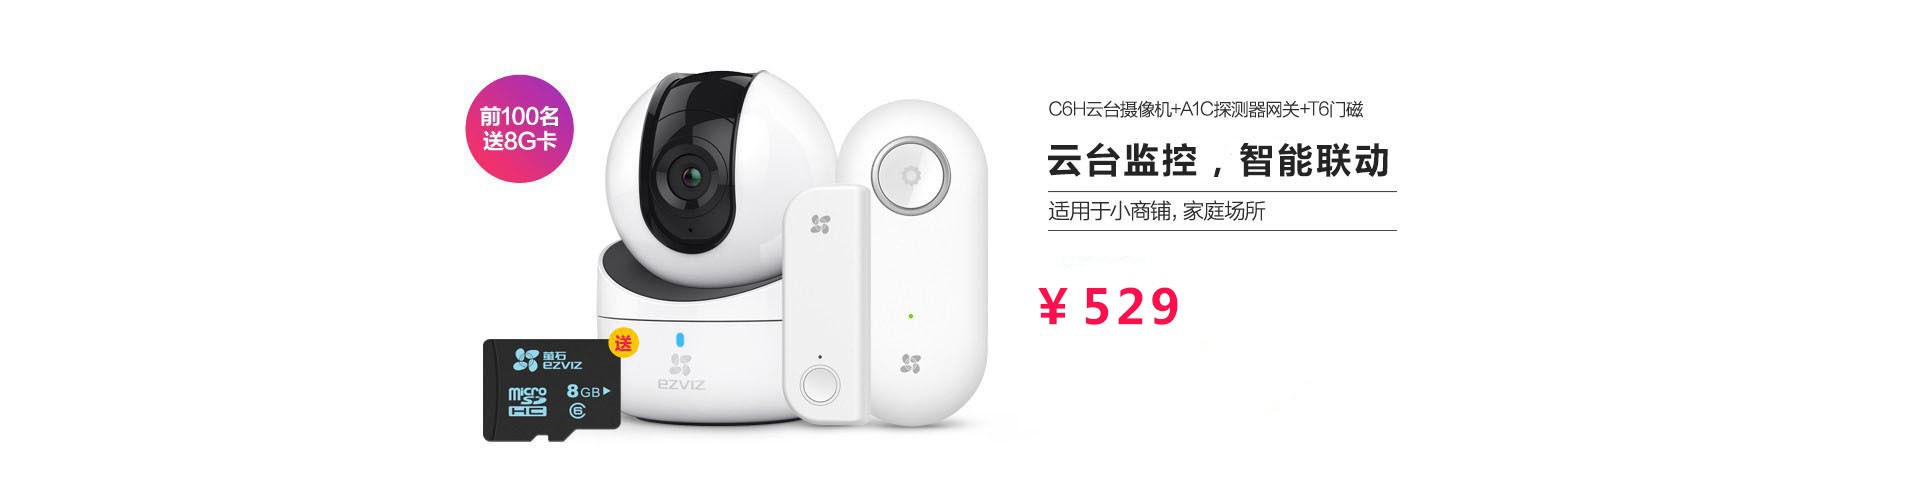 前100名
送8G卡
C6H云台摄像机+A1C探测器网关+T6门磁
云台监控，智能联动
适用于小商铺, 家庭场所
¥ 529
送
萤石
ezviz
micro
SD
HC
8GB
6
ezviz